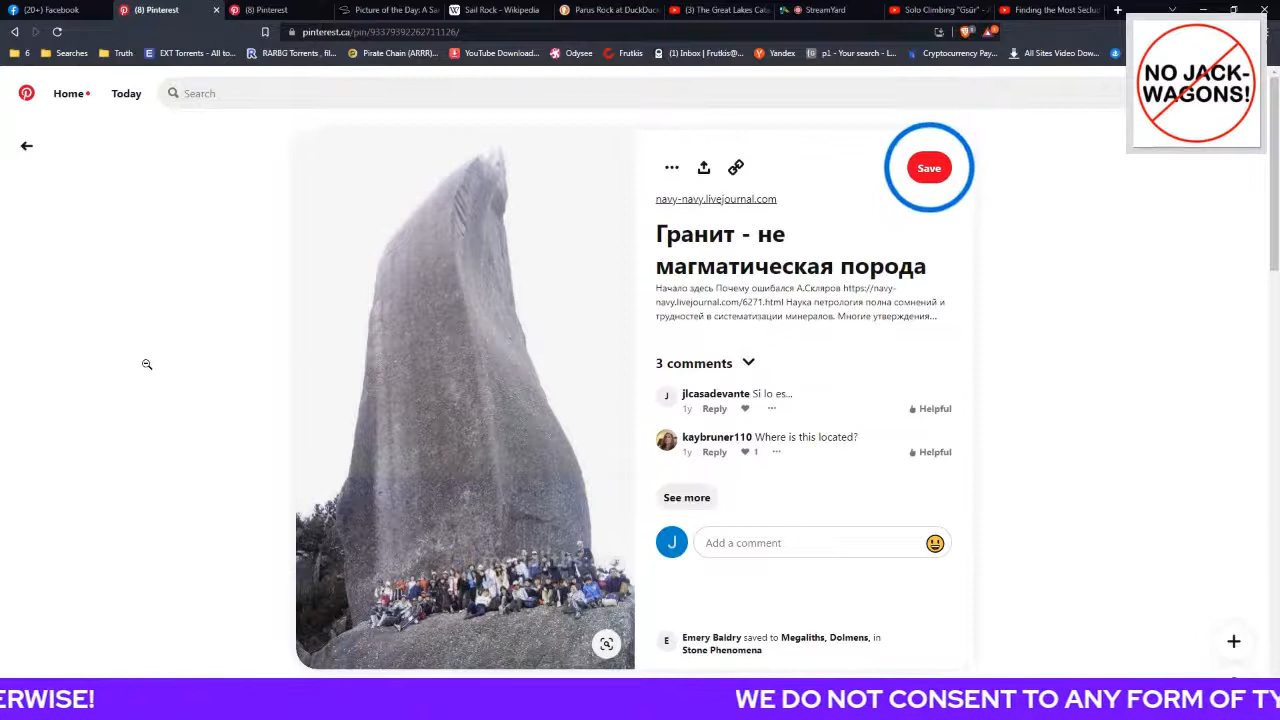 (20+) Facebook
(8) Pinterest
(8) Pinterest
Picture of the Day: A Sa
Sail Rock - Wikipedia
Parus Rock at DuckDuc
(3) The Great Lakes Cata
StreamYard
Solo Climbing "Gsür" - A
Finding the Most Seclu
pinterest.ca/pin/93379392262711126/
6
Searches
Truth
EXT Torrents - All to...
RARBG Torrents , fil...
Pirate Chain (ARRR)...
YouTube Download...
Odysee
Frutkis
(1) Inbox | Frutkis@...
Yandex
p1 - Your search - L...
Cryptocurrency Pay...
All Sites Video Dow...
NO JACK-
WAGONS!
Home
Today
Search
Save
navy-navy.livejournal.com
Гранит - не
магматическая порода
Начало здесь Почему ошибался А.Скляров https://navy-
navy.livejournal.com/6271.html Наука петрология полна сомнений и
трудностей в систематизации минералов. Многие утверждения...
3 comments
J
jlcasadevante Si lo es...
1y Reply
Helpful
kaybruner110 Where is this located?
1y Reply 1
Helpful
See more
J
Add a comment
E
Emery Baldry saved to Megaliths, Dolmens, in
Stone Phenomena
ERWISE!
WE DO NOT CONSENT TO ANY FORM OF TY